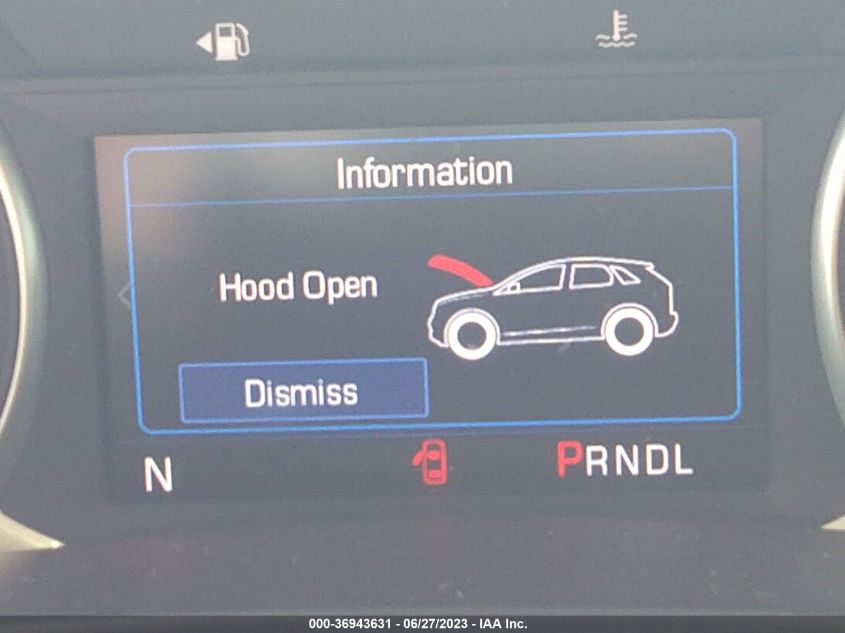 Information
Hood Open
Dismiss
N PRNDL
000-36943631 - 06/27/2023 - IAA Inc.